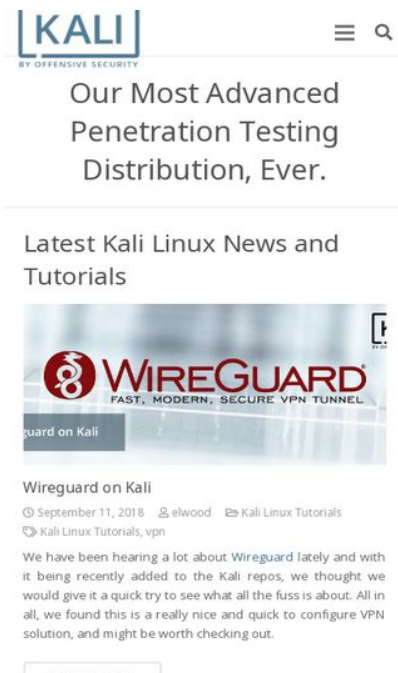 KALI
BY OFFENSIVE SECURITY
Our Most Advanced
Penetration Testing
Distribution, Ever.
Latest Kali Linux News and
Tutorials
WIREGUARD
FAST, MODERN, SECURE VPN TUNNEL
guard on Kali
Wireguard on Kali
September 11, 2018 elwood Kali Linux Tutorials
Kali Linux Tutorials, vpn
We have been hearing a lot about Wireguard lately and with
it being recently added to the Kali repos, we thought we
would give it a quick try to see what all the fuss is about. All in
all, we found this is a really nice and quick to configure VPN
solution, and might be worth checking out.